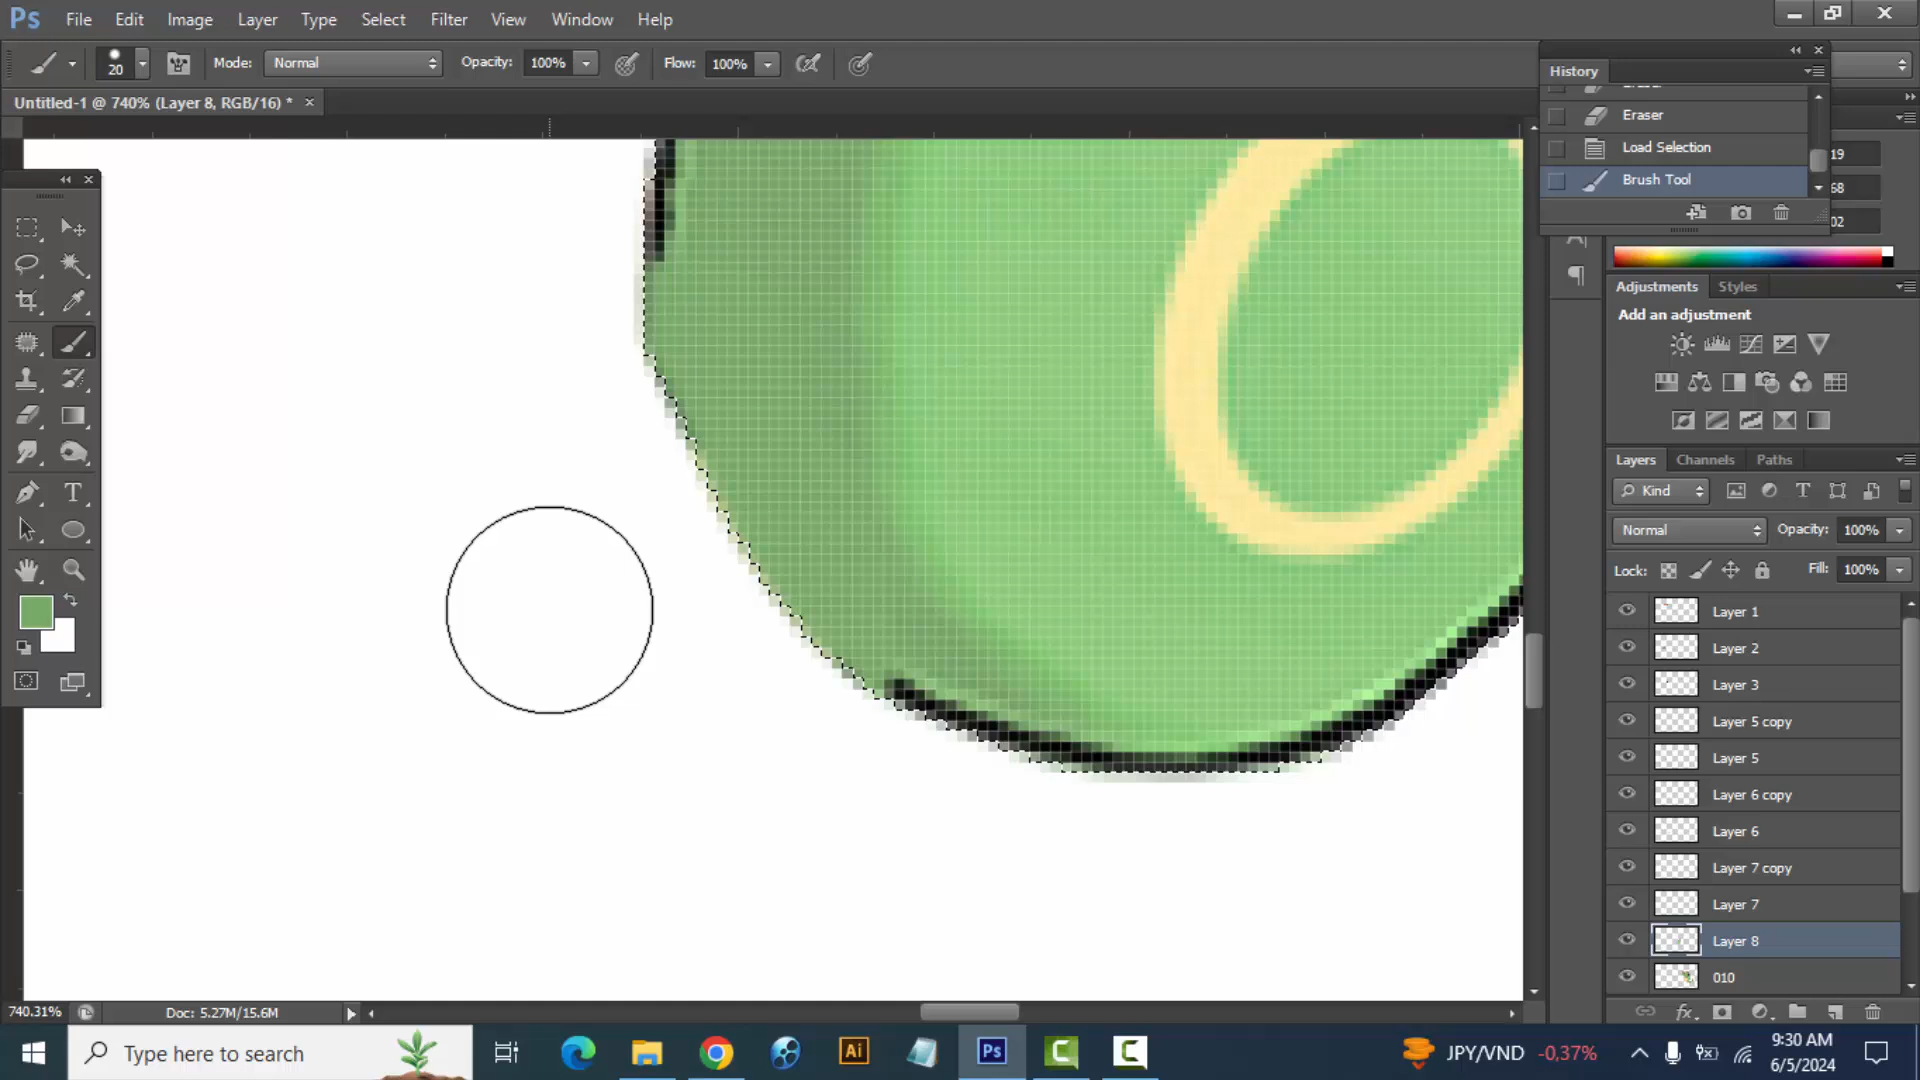 Ps File Edit Image Layer Type Select Filter View Window Help
20 Mode: Normal Opacity: 100% Flow: 100%
Untitled-1 @ 740% (Layer 8, RGB/16) * ×
History
Eraser
Load Selection
Brush Tool
19
68
02
Adjustments Styles
Add an adjustment
Layers Channels Paths
Kind
Normal Opacity: 100%
Lock: Fill: 100%
Layer 1
Layer 2
Layer 3
Layer 5 copy
Layer 5
Layer 6 copy
Layer 6
Layer 7 copy
Layer 7
Layer 8
010
740.31% Doc: 5.27M/15.6M
Type here to search
Ai
Ps
JPY/VND -0,37%
9:30 AM
6/5/2024